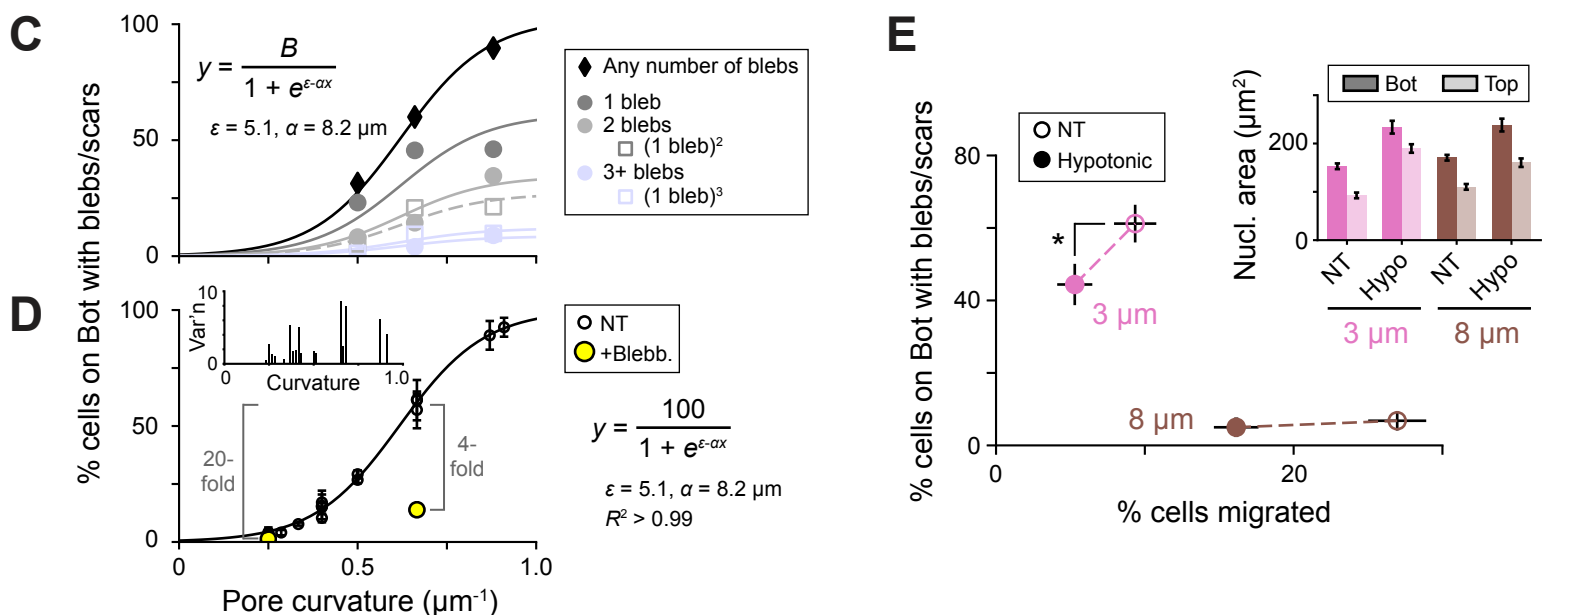 C
% cells on Bot with blebs/scars
100
50
0
y = B / 1 + e^ε-αx
ε = 5.1, α = 8.2 µm
Any number of blebs
1 bleb
2 blebs
(1 bleb)²
3+ blebs
(1 bleb)³
D
100
50
0
0
0.5
1.0
Pore curvature (µm⁻¹)
Var'n
10
0
0
1.0
Curvature
20-
fold
4-
fold
NT
+Blebb.
y = 100 / 1 + e^ε-αx
ε = 5.1, α = 8.2 µm
R² > 0.99
E
% cells on Bot with blebs/scars
80
40
0
0
20
% cells migrated
NT
Hypotonic
*
3 µm
8 µm
Nucl. area (µm²)
200
0
Bot
Top
NT
Hypo
NT
Hypo
3 µm
8 µm